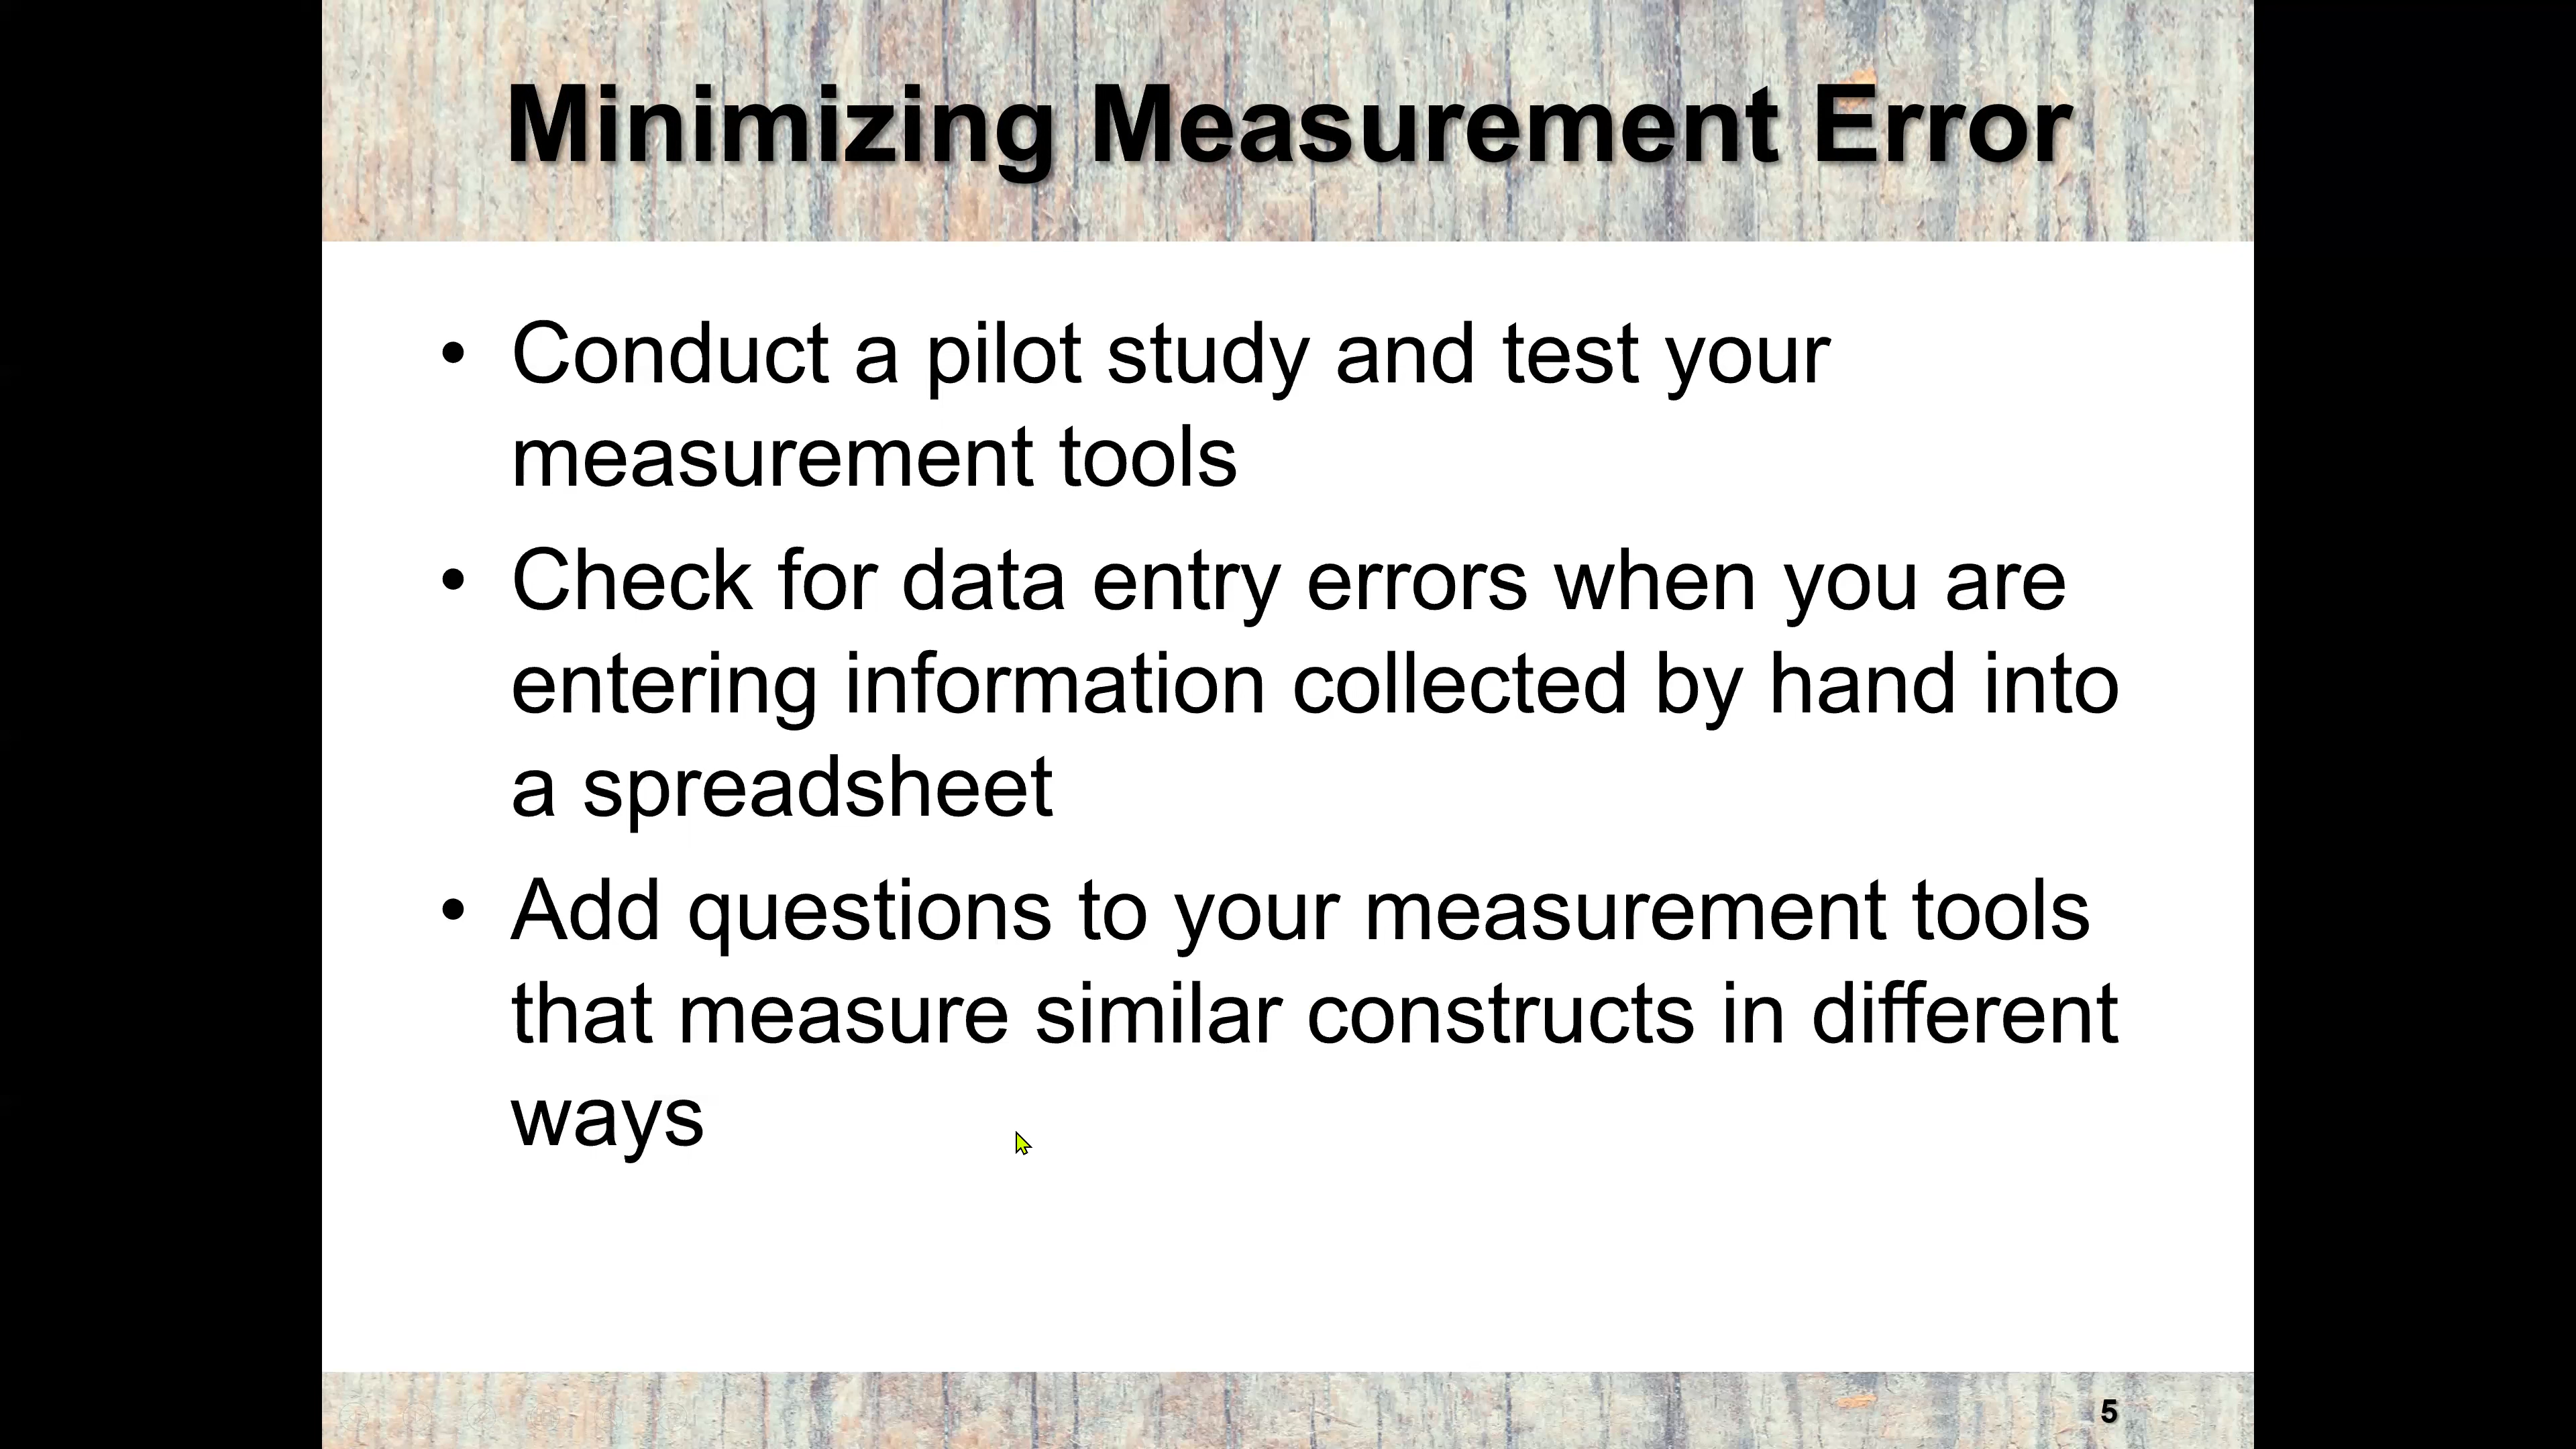 Minimizing Measurement Error
• Conduct a pilot study and test your
measurement tools
• Check for data entry errors when you are
entering information collected by hand into
a spreadsheet
• Add questions to your measurement tools
that measure similar constructs in different
ways
5